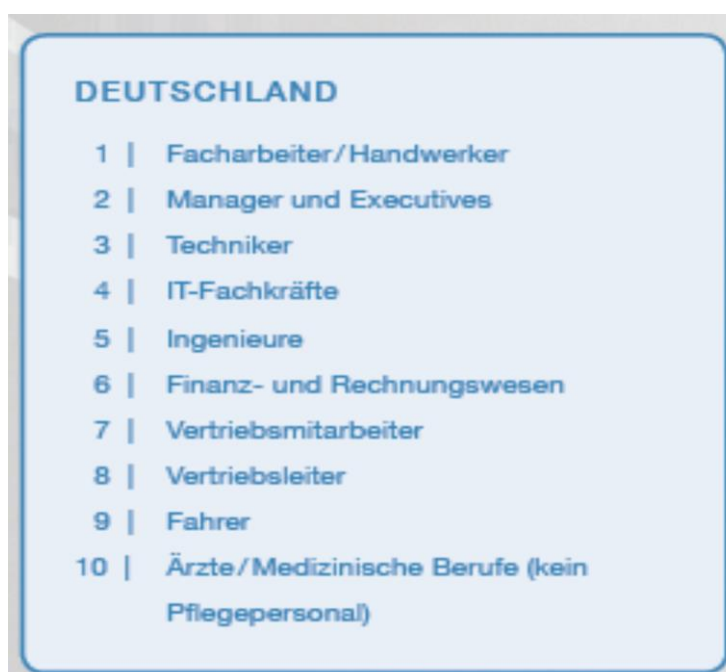 DEUTSCHLAND
1 | Facharbeiter/Handwerker
2 | Manager und Executives
3 | Techniker
4 | IT-Fachkräfte
5 | Ingenieure
6 | Finanz- und Rechnungswesen
7 | Vertriebsmitarbeiter
8 | Vertriebsleiter
9 | Fahrer
10 | Ärzte/Medizinische Berufe (kein
Pflegepersonal)